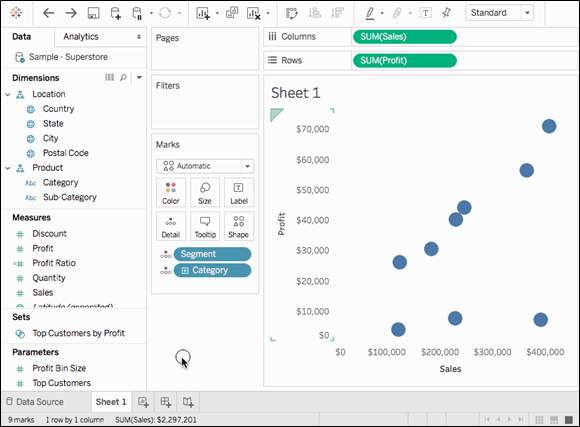 Standard
Data
Analytics
Pages
Columns
SUM(Sales)
Rows
SUM(Profit)
Sample - Superstore
Dimensions
Location
Country
State
City
Postal Code
Product
Abc Category
Abc Sub-Category
Measures
Discount
Profit
Profit Ratio
Quantity
Sales
Latitude (generated)
Sets
Top Customers by Profit
Parameters
Profit Bin Size
Top Customers
Filters
Marks
Automatic
Color
Size
Label
Detail
Tooltip
Shape
Segment
Category
Sheet 1
Profit
$70,000
$60,000
$50,000
$40,000
$30,000
$20,000
$10,000
$0
$0
$100,000
$200,000
$300,000
$400,000
Sales
Data Source
Sheet 1
9 marks
1 row by 1 column
SUM(Sales): $2,297,201